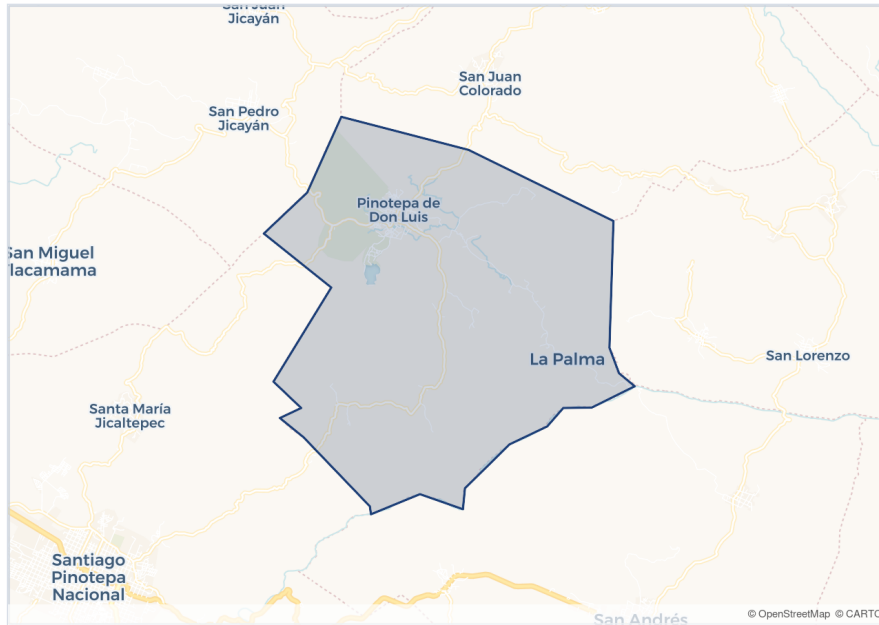 San Juan
Jicayán
San Juan
Colorado
San Pedro
Jicayán
Pinotepa de
Don Luis
San Miguel
lacamama
La Palma
San Lorenzo
Santa María
Jicaltepec
Santiago
Pinotepa
Nacional
San Andrés
© OpenStreetMap © CARTO